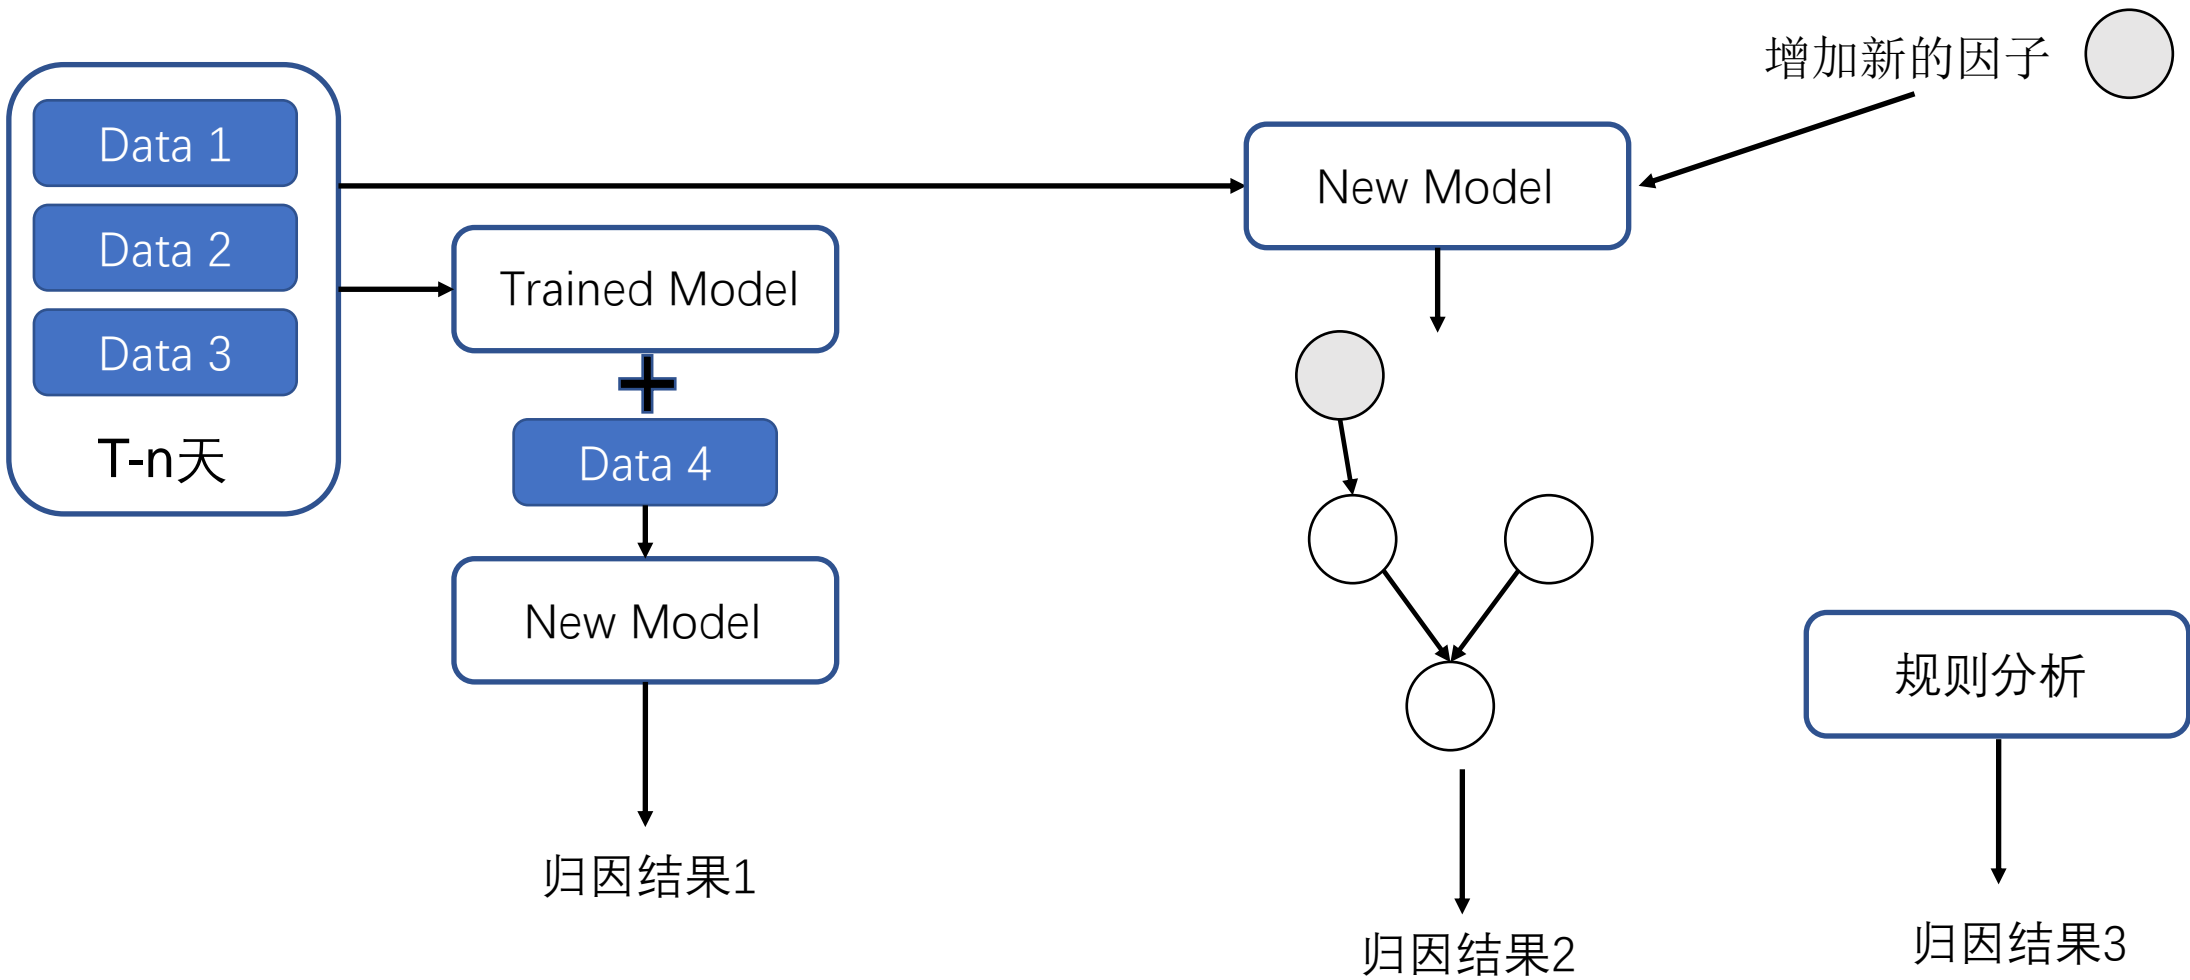 增加新的因子
Data 1
Data 2
Data 3
T-n天
Trained Model
Data 4
New Model
归因结果1
New Model
归因结果2
规则分析
归因结果3